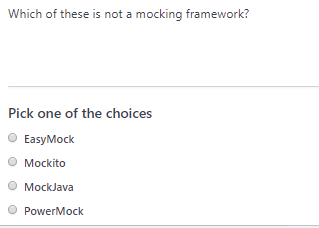 Which of these is not a mocking framework?
Pick one of the choices
EasyMock
Mockito
MockJava
PowerMock